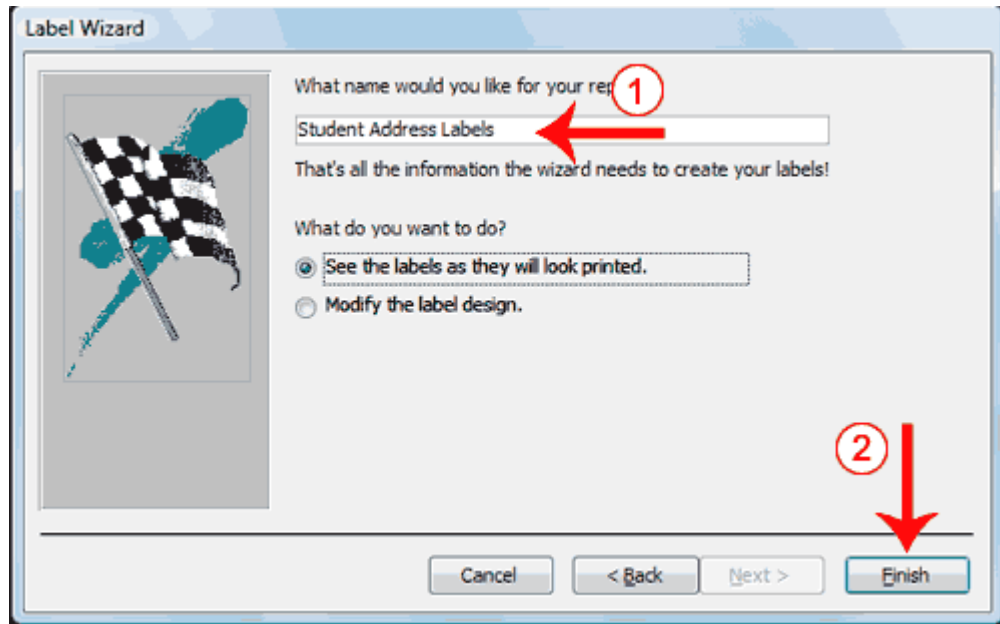 Label Wizard
What name would you like for your rep
1
Student Address Labels
That's all the information the wizard needs to create your labels!
What do you want to do?
See the labels as they will look printed.
Modify the label design.
2
Cancel
< Back
Next >
Finish